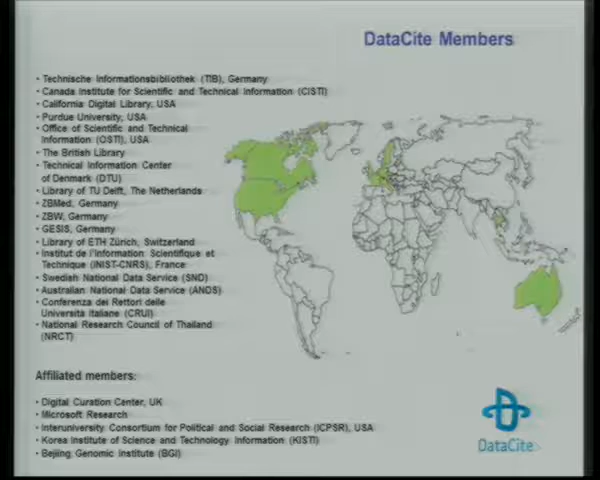 DataCite Members
• Technische Informationsbibliothek (TIB), Germany
• Canada Institute for Scientific and Technical Information (CISTI)
• California Digital Library, USA
• Purdue University, USA
• Office of Scientific and Technical
Information (OSTI), USA
• The British Library
• Technical Information Center
of Denmark (DTU)
• Library of TU Delft, The Netherlands
• ZBMed, Germany
• ZBW, Germany
• GESIS, Germany
• Library of ETH Zürich, Switzerland
• Institut de l'Information Scientifique et
Technique (INIST-CNRS), France
• Swedish National Data Service (SND)
• Australian National Data Service (ANDS)
• Conferenza dei Rettori delle
Università Italiane (CRUI)
• National Research Council of Thailand
(NRCT)
Affiliated members:
• Digital Curation Center, UK
• Microsoft Research
• Interuniversity Consortium for Political and Social Research (ICPSR), USA
• Korea Institute of Science and Technology Information (KISTI)
• Bejiing Genomic Institute (BGI)
DataCite